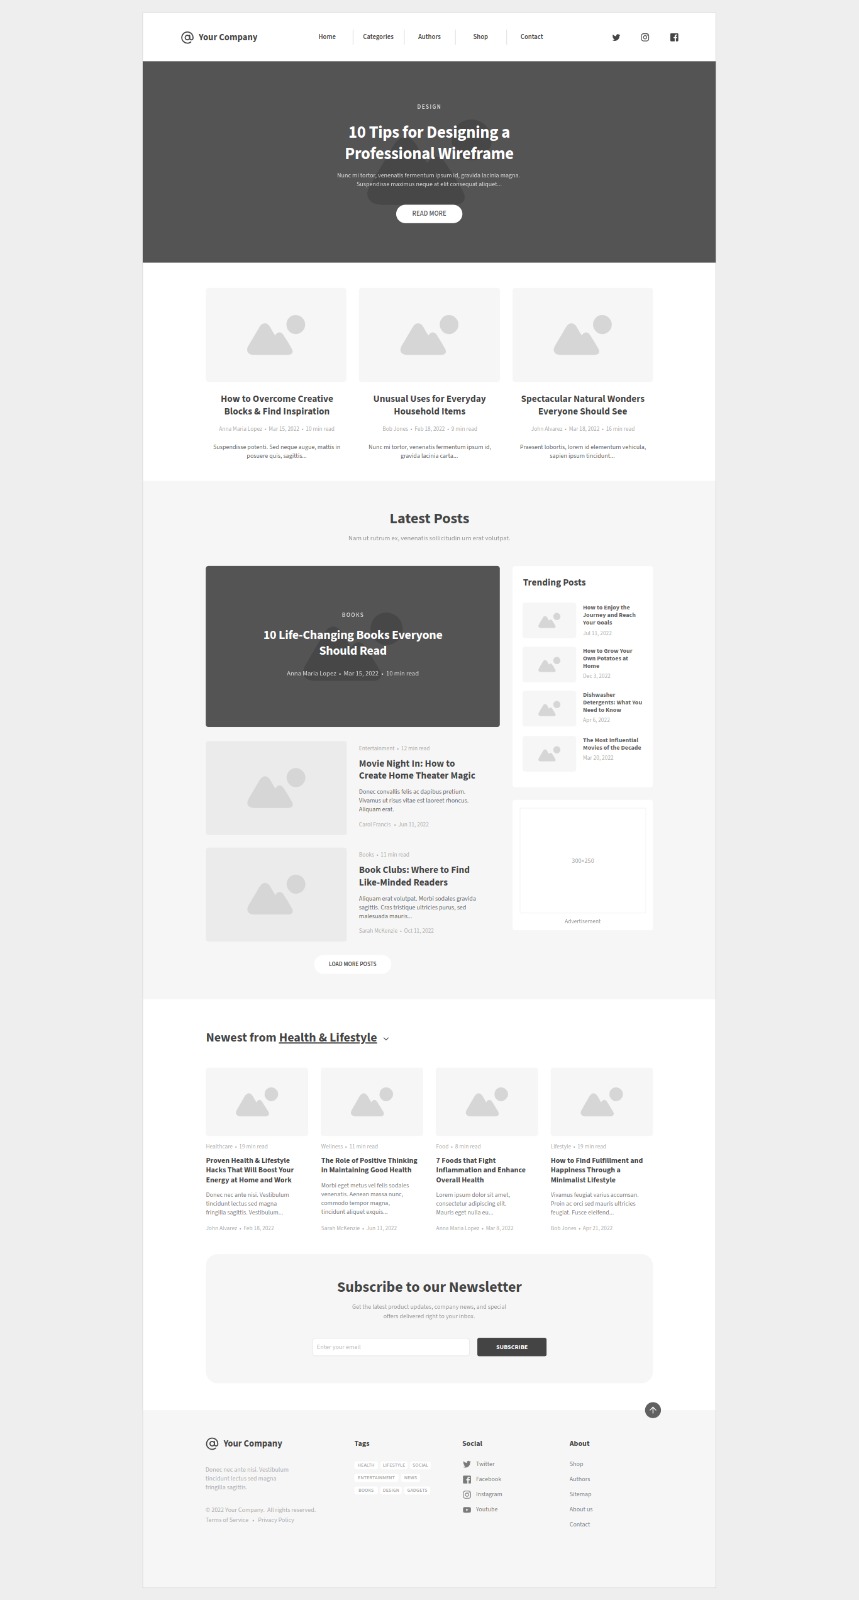 Your Company
Home
Categories
Authors
Shop
Contact
DESIGN
10 Tips for Designing a
Professional Wireframe
Nunc mi tortor, venenatis fermentum ipsum id, gravida lacinia magna.
Suspendisse maximus neque at elit consequat aliquet...
READ MORE
How to Overcome Creative
Blocks & Find Inspiration
Anna Maria Lopez • Mar 15, 2022 • 10 min read
Suspendisse potenti. Sed neque augue, mattis in
posuere quis, sagittis...
Unusual Uses for Everyday
Household Items
Bob Jones • Feb 18, 2022 • 9 min read
Nunc mi tortor, venenatis fermentum ipsum id,
gravida lacinia carta...
Spectacular Natural Wonders
Everyone Should See
John Alvarez • Mar 18, 2022 • 16 min read
Praesent lobortis, lorem id elementum vehicula,
sapien ipsum tincidunt...
Latest Posts
Nam ut rutrum ex, venenatis sollicitudin urn erat volutpat.
BOOKS
10 Life-Changing Books Everyone
Should Read
Anna Maria Lopez • Mar 15, 2022 • 10 min read
Entertainment • 12 min read
Movie Night In: How to
Create Home Theater Magic
Donec convallis felis ac dapibus pretium.
Vivamus ut risus vitae est laoreet rhoncus.
Aliquam erat.
Carol Francis • Jun 11, 2022
Books • 11 min read
Book Clubs: Where to Find
Like-Minded Readers
Aliquam erat volutpat. Morbi sodales gravida
sagittis. Cras tristique ultricies purus, sed
malesuada mauris...
Sarah McKenzie • Oct 11, 2022
LOAD MORE POSTS
Trending Posts
How to Enjoy the
Journey and Reach
Your Goals
Jul 11, 2022
How to Grow Your
Own Potatoes at
Home
Dec 3, 2022
Dishwasher
Detergents: What You
Need to Know
Apr 6, 2022
The Most Influential
Movies of the Decade
Mar 20, 2022
300×250
Advertisement
Newest from Health & Lifestyle
Healthcare • 19 min read
Proven Health & Lifestyle
Hacks That Will Boost Your
Energy at Home and Work
Donec nec ante nisi. Vestibulum
tincidunt lectus sed magna
fringilla sagittis. Vestibulum...
John Alvarez • Feb 18, 2022
Wellness • 11 min read
The Role of Positive Thinking
in Maintaining Good Health
Morbi eget metus vel felis sodales
venenatis. Aenean massa nunc,
commodo tempor magna,
tincidunt aliquet exquis...
Sarah McKenzie • Jun 11, 2022
Food • 8 min read
7 Foods that Fight
Inflammation and Enhance
Overall Health
Lorem ipsum dolor sit amet,
consectetur adipiscing elit.
Mauris eget nulla eu...
Anna Maria Lopez • Mar 8, 2022
Lifestyle • 19 min read
How to Find Fulfillment and
Happiness Through a
Minimalist Lifestyle
Vivamus feugiat varius accumsan.
Proin ac orci sed mauris ultricies
feugiat. Fusce eleifend...
Bob Jones • Apr 21, 2022
Subscribe to our Newsletter
Get the latest product updates, company news, and special
offers delivered right to your inbox.
Enter your email
SUBSCRIBE
Your Company
Donec nec ante nisi. Vestibulum
tincidunt lectus sed magna
fringilla sagittis.
© 2022 Your Company. All rights reserved.
Terms of Service • Privacy Policy
Tags
HEALTH
LIFESTYLE
SOCIAL
ENTERTAINMENT
NEWS
BOOKS
DESIGN
GADGETS
Social
Twitter
Facebook
Instagram
Youtube
About
Shop
Authors
Sitemap
About us
Contact